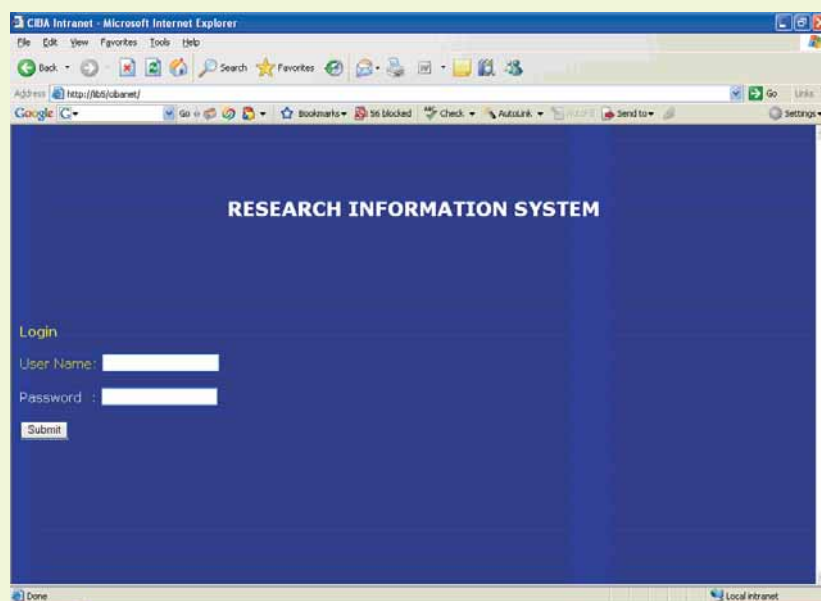 CIBA Intranet - Microsoft Internet Explorer
File Edit View Favorites Tools Help
Back Search Favorites
Address http://lib5/cibanet/ Go Links
Google G Go Bookmarks 56 blocked Check AutoLink Send to Settings
RESEARCH INFORMATION SYSTEM
Login
User Name:
Password :
Submit
Done Local intranet